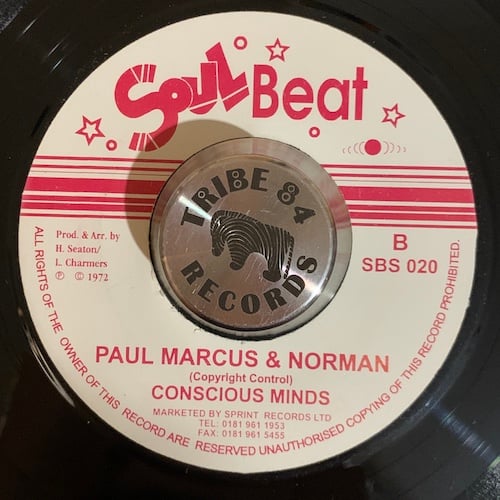 Soul Beat
TRIBE 84
RECORDS
Prod. & Arr. by
H. Seaton/
L. Charmers
Ⓟ © 1972
B
SBS 020
PAUL MARCUS & NORMAN
(Copyright Control)
CONSCIOUS MINDS
MARKETED BY SPRINT RECORDS LTD
TEL: 0181 961 1953
FAX: 0181 961 5455
ALL RIGHTS OF THE OWNER OF THIS RECORD ARE RESERVED UNAUTHORISED COPYING OF THIS RECORD PROHIBITED.